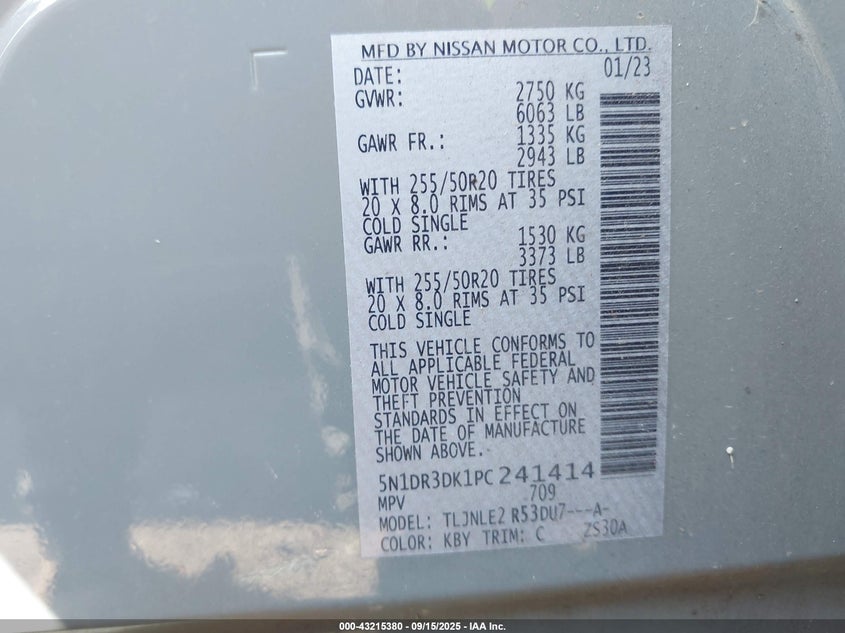 MFD BY NISSAN MOTOR CO., LTD.
DATE: 01/23
GVWR: 2750 KG
6063 LB
GAWR FR.: 1335 KG
2943 LB
WITH 255/50R20 TIRES
20 X 8.0 RIMS AT 35 PSI
COLD SINGLE
GAWR RR.: 1530 KG
3373 LB
WITH 255/50R20 TIRES
20 X 8.0 RIMS AT 35 PSI
COLD SINGLE
THIS VEHICLE CONFORMS TO
ALL APPLICABLE FEDERAL
MOTOR VEHICLE SAFETY AND
THEFT PREVENTION
STANDARDS IN EFFECT ON
THE DATE OF MANUFACTURE
SHOWN ABOVE.
5N1DR3DK1PC241414
MPV 709
MODEL: TLJNLE2 R53DU7---A-
COLOR: KBY TRIM: C ZS30A
000-43215380 - 09/15/2025 - IAA Inc.